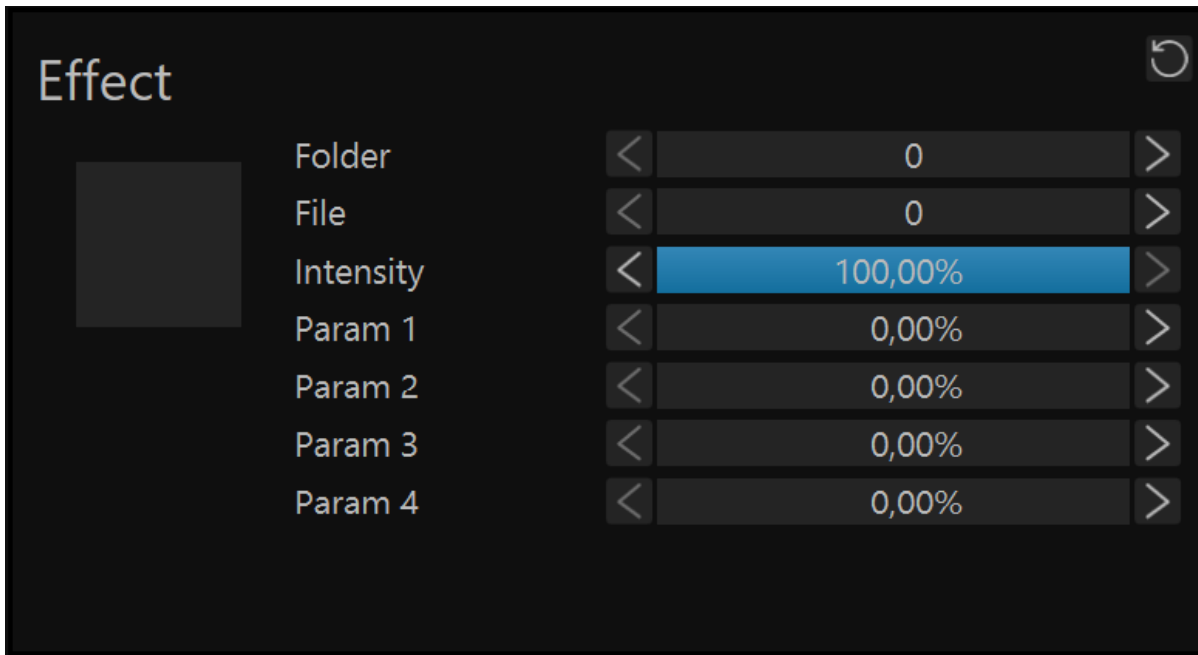 Effect
Folder 0
File 0
Intensity 100,00%
Param 1 0,00%
Param 2 0,00%
Param 3 0,00%
Param 4 0,00%